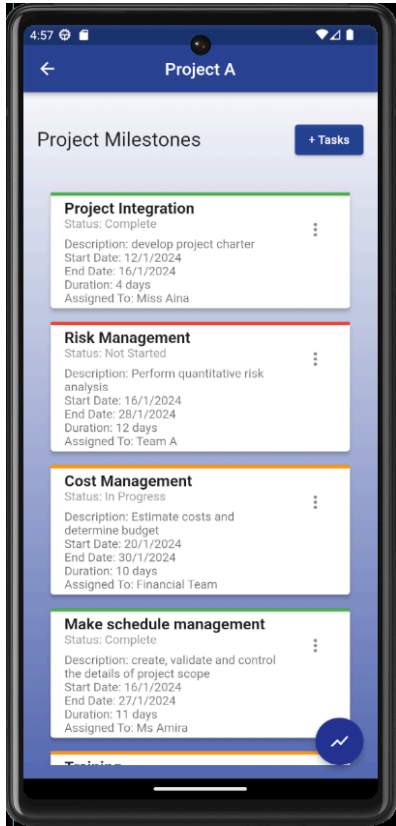 4:57
Project A
Project Milestones
+ Tasks
Project Integration
Status: Complete
Description: develop project charter
Start Date: 12/1/2024
End Date: 16/1/2024
Duration: 4 days
Assigned To: Miss Aina
Risk Management
Status: Not Started
Description: Perform quantitative risk
analysis
Start Date: 16/1/2024
End Date: 28/1/2024
Duration: 12 days
Assigned To: Team A
Cost Management
Status: In Progress
Description: Estimate costs and
determine budget
Start Date: 20/1/2024
End Date: 30/1/2024
Duration: 10 days
Assigned To: Financial Team
Make schedule management
Status: Complete
Description: create, validate and control
the details of project scope
Start Date: 16/1/2024
End Date: 27/1/2024
Duration: 11 days
Assigned To: Ms Amira
Training